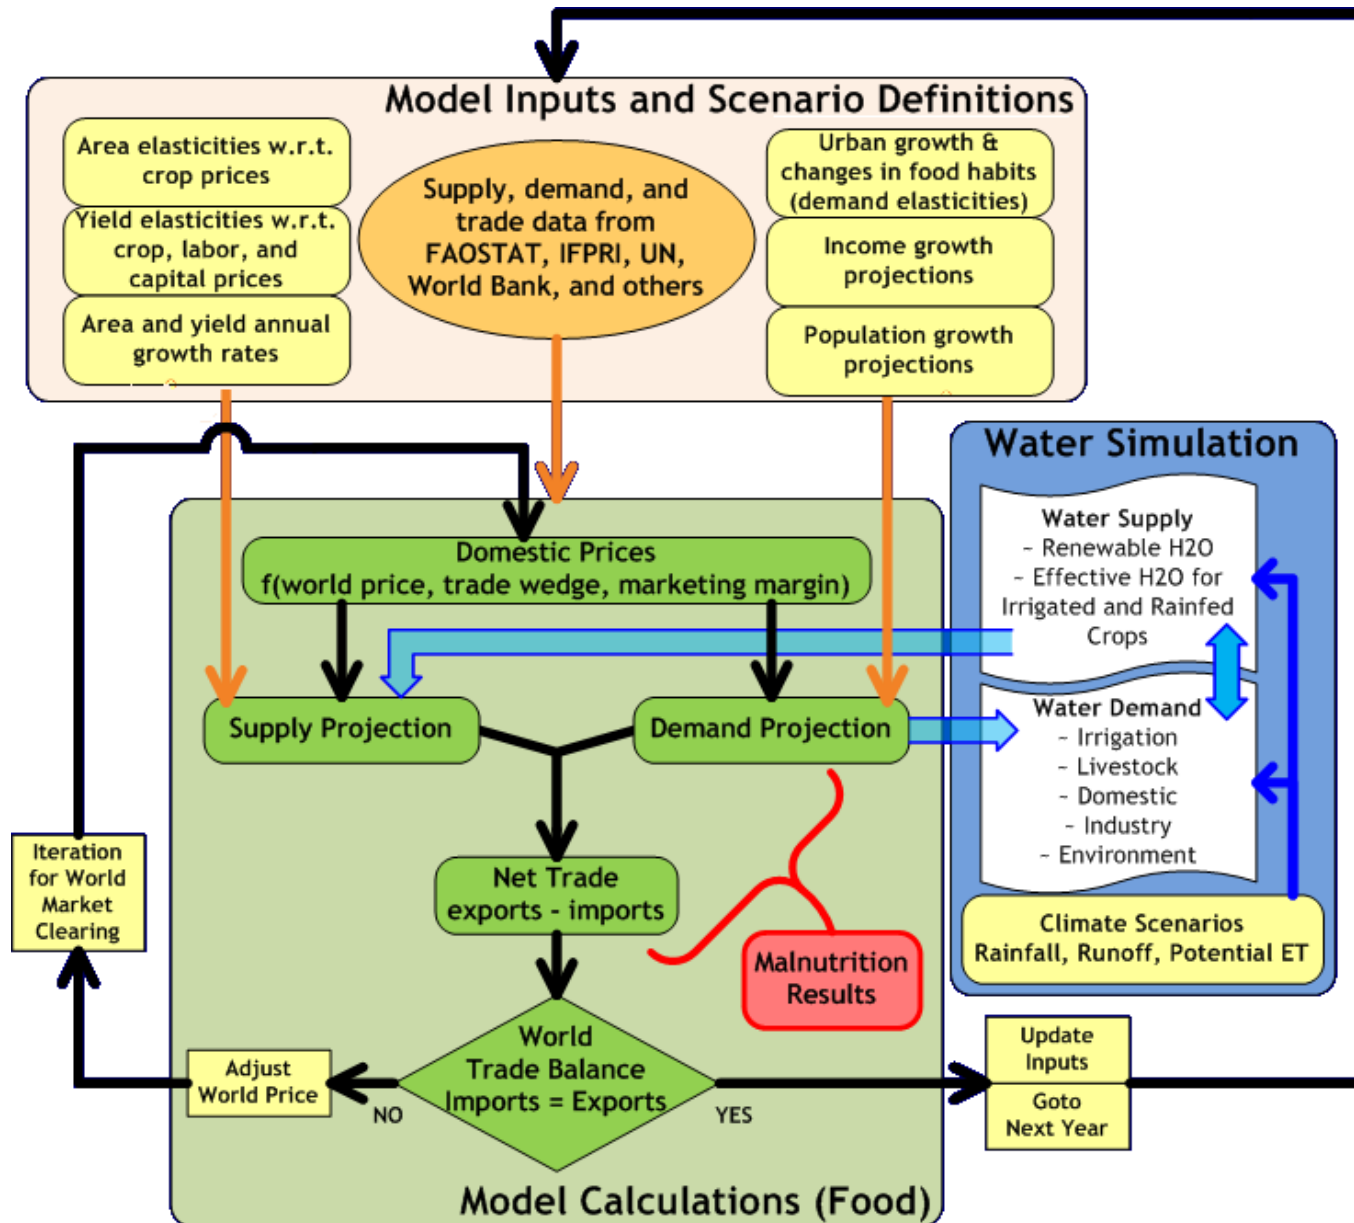 Model Inputs and Scenario Definitions
Area elasticities w.r.t.
crop prices
Yield elasticities w.r.t.
crop, labor, and
capital prices
Area and yield annual
growth rates
Supply, demand, and
trade data from
FAOSTAT, IFPRI, UN,
World Bank, and others
Urban growth &
changes in food habits
(demand elasticities)
Income growth
projections
Population growth
projections
Water Simulation
Water Supply
~ Renewable H2O
~ Effective H2O for
Irrigated and Rainfed
Crops
Water Demand
~ Irrigation
~ Livestock
~ Domestic
~ Industry
~ Environment
Climate Scenarios
Rainfall, Runoff, Potential ET
Domestic Prices
f(world price, trade wedge, marketing margin)
Supply Projection
Demand Projection
Net Trade
exports - imports
Malnutrition
Results
World
Trade Balance
Imports = Exports
NO
YES
Adjust
World Price
Iteration
for World
Market
Clearing
Update
Inputs
Goto
Next Year
Model Calculations (Food)